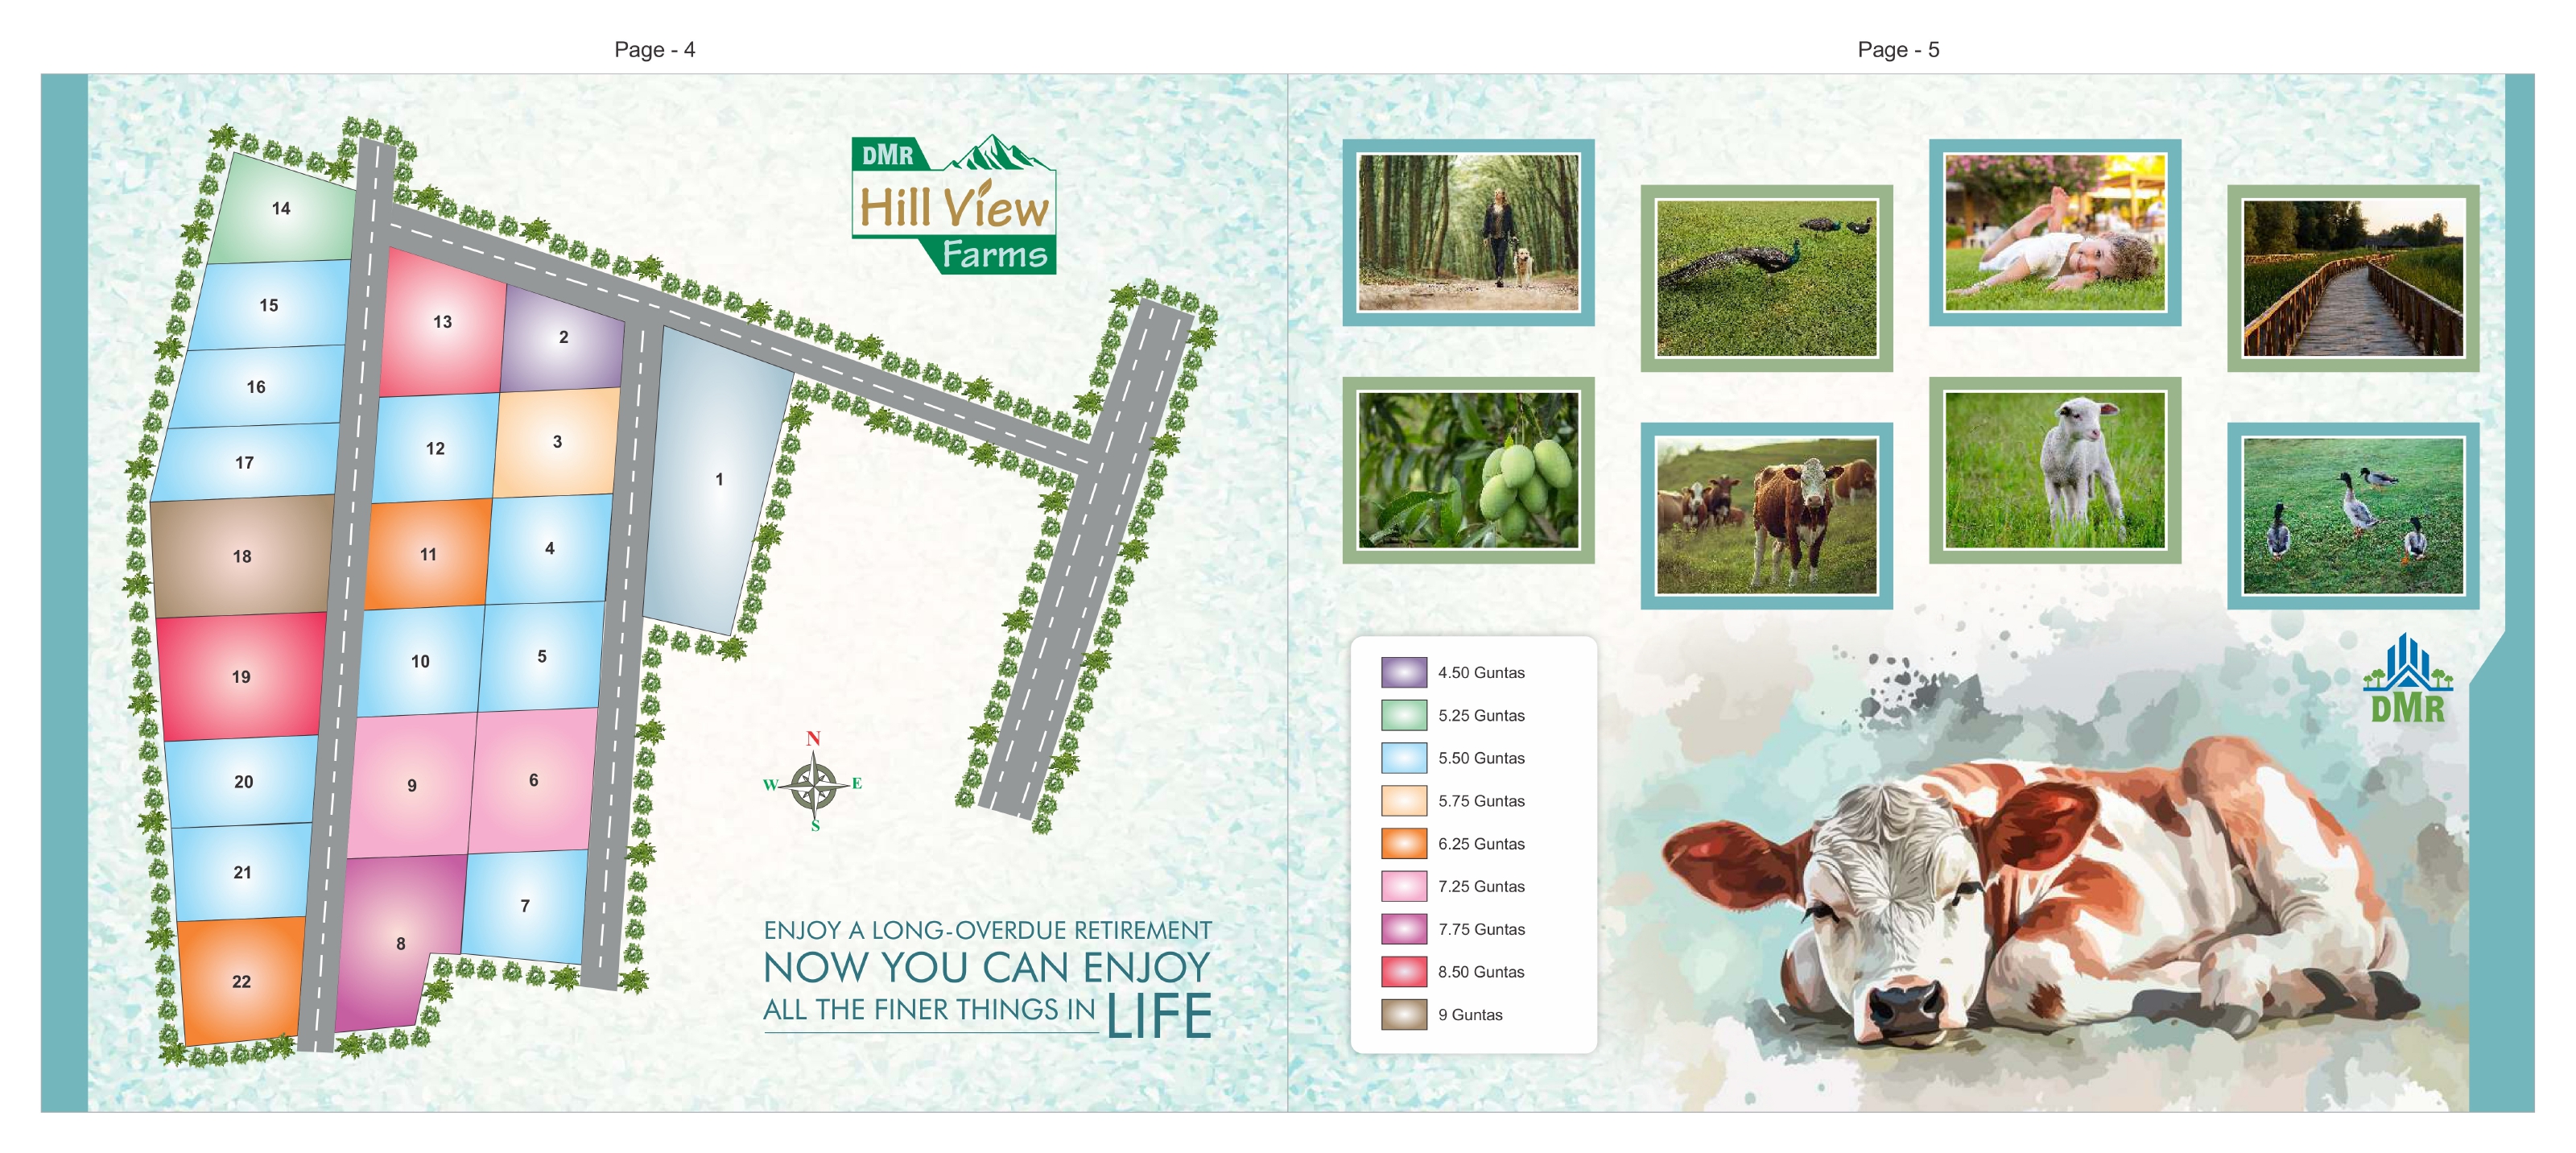 Page - 4
Page - 5
DMR
Hill View
Farms
14
15
16
17
18
19
20
21
22
13
2
12
3
11
4
10
5
9
6
8
7
1
N
W
E
S
ENJOY A LONG-OVERDUE RETIREMENT
NOW YOU CAN ENJOY
ALL THE FINER THINGS IN LIFE
4.50 Guntas
5.25 Guntas
5.50 Guntas
5.75 Guntas
6.25 Guntas
7.25 Guntas
7.75 Guntas
8.50 Guntas
9 Guntas
DMR